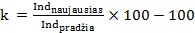 k = Ind_naujausias / Ind_pradžia × 100 − 100